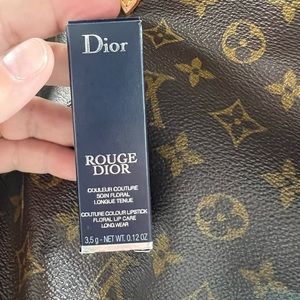 Dior
ROUGE
DIOR
COULEUR COUTURE
SOIN FLORAL
LONGUE TENUE
COUTURE COLOUR LIPSTICK
FLORAL LIP CARE
LONG WEAR
3,5 g - NET WT. 0.12 OZ